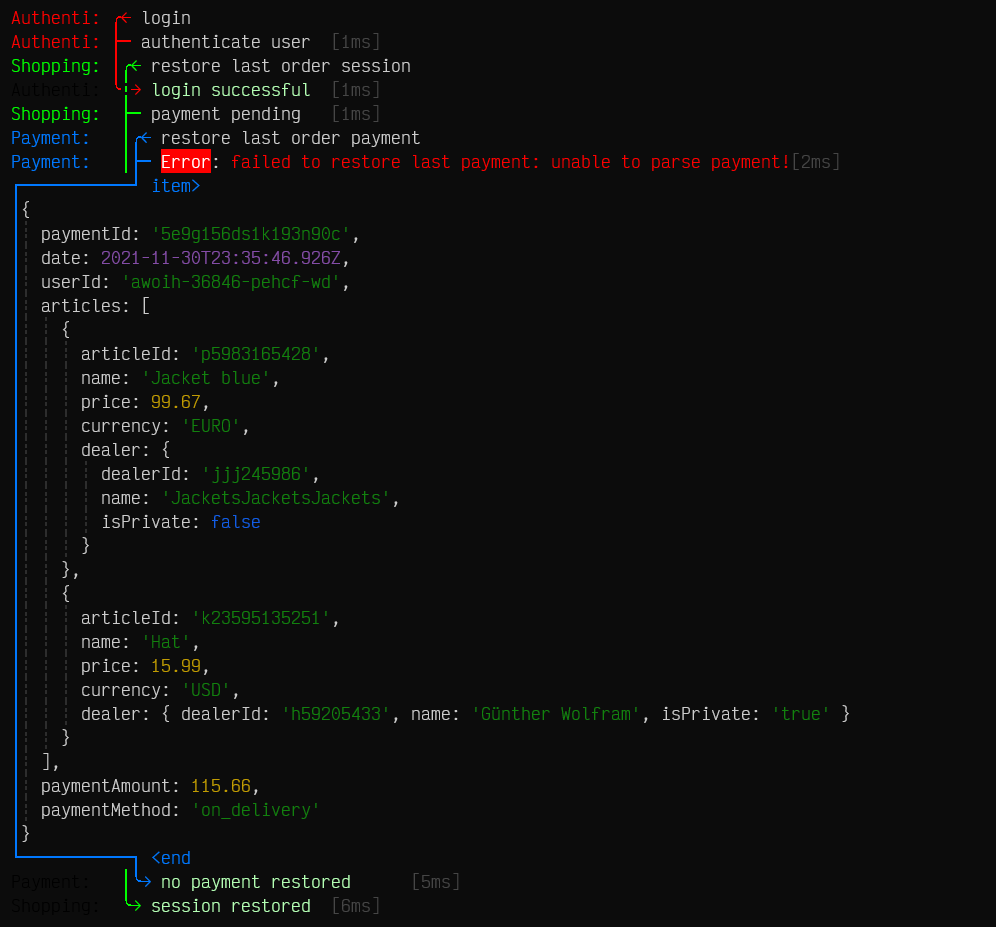 Authenti: login
Authenti: authenticate user [1ms]
Shopping: restore last order session
Authenti: login successful [1ms]
Shopping: payment pending [1ms]
Payment: restore last order payment
Payment: Error: failed to restore last payment: unable to parse payment![2ms]
item>
{
paymentId: '5e9g156ds1k193n90c',
date: 2021-11-30T23:35:46.926Z,
userId: 'awoih-36846-pehcf-wd',
articles: [
{
articleId: 'p5983165428',
name: 'Jacket blue',
price: 99.67,
currency: 'EURO',
dealer: {
dealerId: 'jjj245986',
name: 'JacketsJacketsJackets',
isPrivate: false
}
},
{
articleId: 'k23595135251',
name: 'Hat',
price: 15.99,
currency: 'USD',
dealer: { dealerId: 'h59205433', name: 'Günther Wolfram', isPrivate: 'true' }
}
],
paymentAmount: 115.66,
paymentMethod: 'on_delivery'
}
<end
Payment: no payment restored [5ms]
Shopping: session restored [6ms]